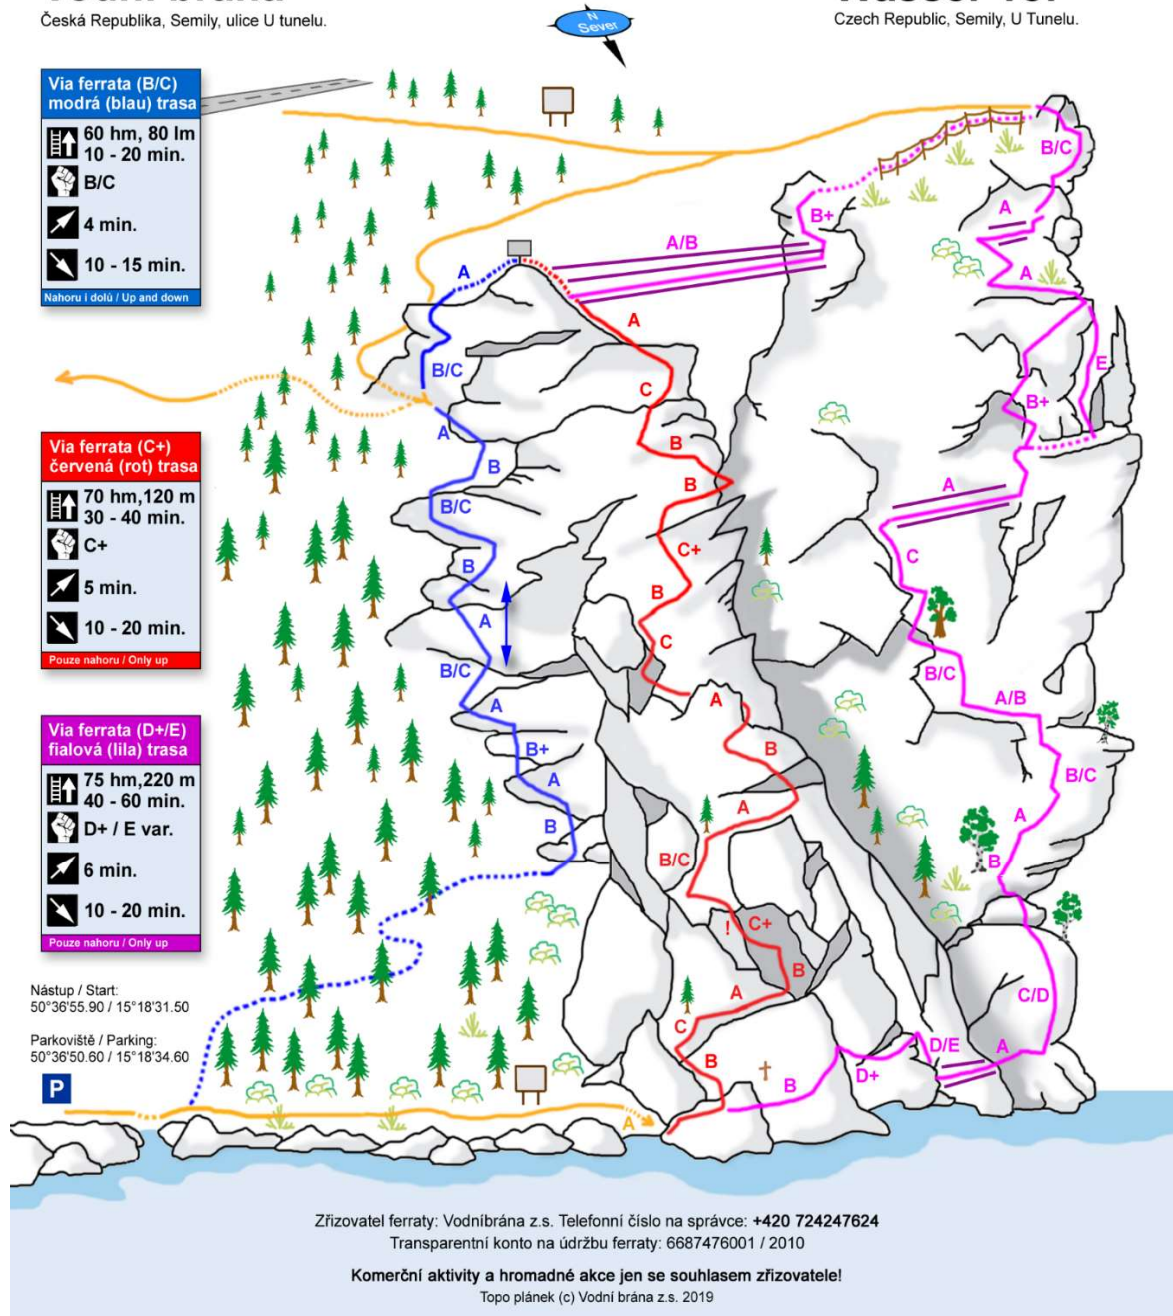 Česká Republika, Semily, ulice U tunelu.
Czech Republic, Semily, U Tunelu.
N
Sever
Via ferrata (B/C)
modrá (blau) trasa
60 hm, 80 lm
10 - 20 min.
B/C
4 min.
10 - 15 min.
Nahoru i dolů / Up and down
Via ferrata (C+)
červená (rot) trasa
70 hm,120 m
30 - 40 min.
C+
5 min.
10 - 20 min.
Pouze nahoru / Only up
Via ferrata (D+/E)
fialová (lila) trasa
75 hm,220 m
40 - 60 min.
D+ / E var.
6 min.
10 - 20 min.
Pouze nahoru / Only up
Nástup / Start:
50°36'55.90 / 15°18'31.50
Parkoviště / Parking:
50°36'50.60 / 15°18'34.60
P
A
B/C
A
B
B/C
B
A
B/C
A
B+
A
B
A
C
B
B
C+
B
C
A
B
A
B/C
!
C+
B
A
C
B
A
A/B
B+
B/C
A
A
E
B+
A
C
B/C
A/B
B/C
A
B
C/D
A
D/E
D+
B
Zřizovatel ferraty: Vodníbrána z.s. Telefonní číslo na správce: +420 724247624
Transparentní konto na údržbu ferraty: 6687476001 / 2010
Komerční aktivity a hromadné akce jen se souhlasem zřizovatele!
Topo plánek (c) Vodní brána z.s. 2019